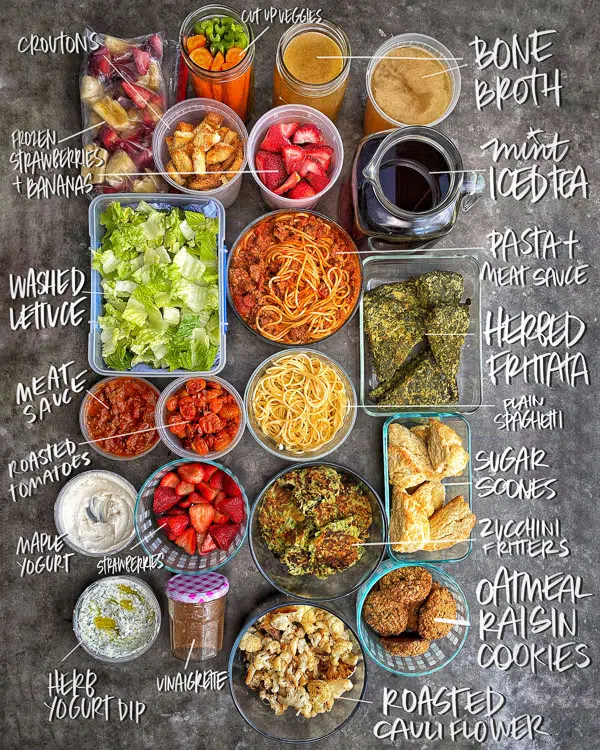 CUT UP VEGGIES
CROUTONS
BONE
BROTH
FROZEN
STRAWBERRIES
+ BANANAS
mint
ICED TEA
PASTA +
MEAT SAUCE
WASHED
LETTUCE
HERBED
FRITTATA
MEAT
SAUCE
PLAIN
SPAGHETTI
ROASTED
TOMATOES
SUGAR
SCONES
MAPLE
YOGURT
STRAWBERRIES
ZUCCHINI
FRITTERS
OATMEAL
RAISIN
COOKIES
HERB
YOGURT DIP
VINAIGRETTE
ROASTED
CAULIFLOWER